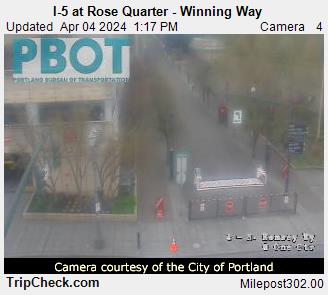 I-5 at Rose Quarter - Winning Way
Updated Apr 04 2024 1:17 PM Camera 4
PBOT
PORTLAND BUREAU OF TRANSPORTATION
Camera courtesy of the City of Portland
TripCheck.com Milepost302.00